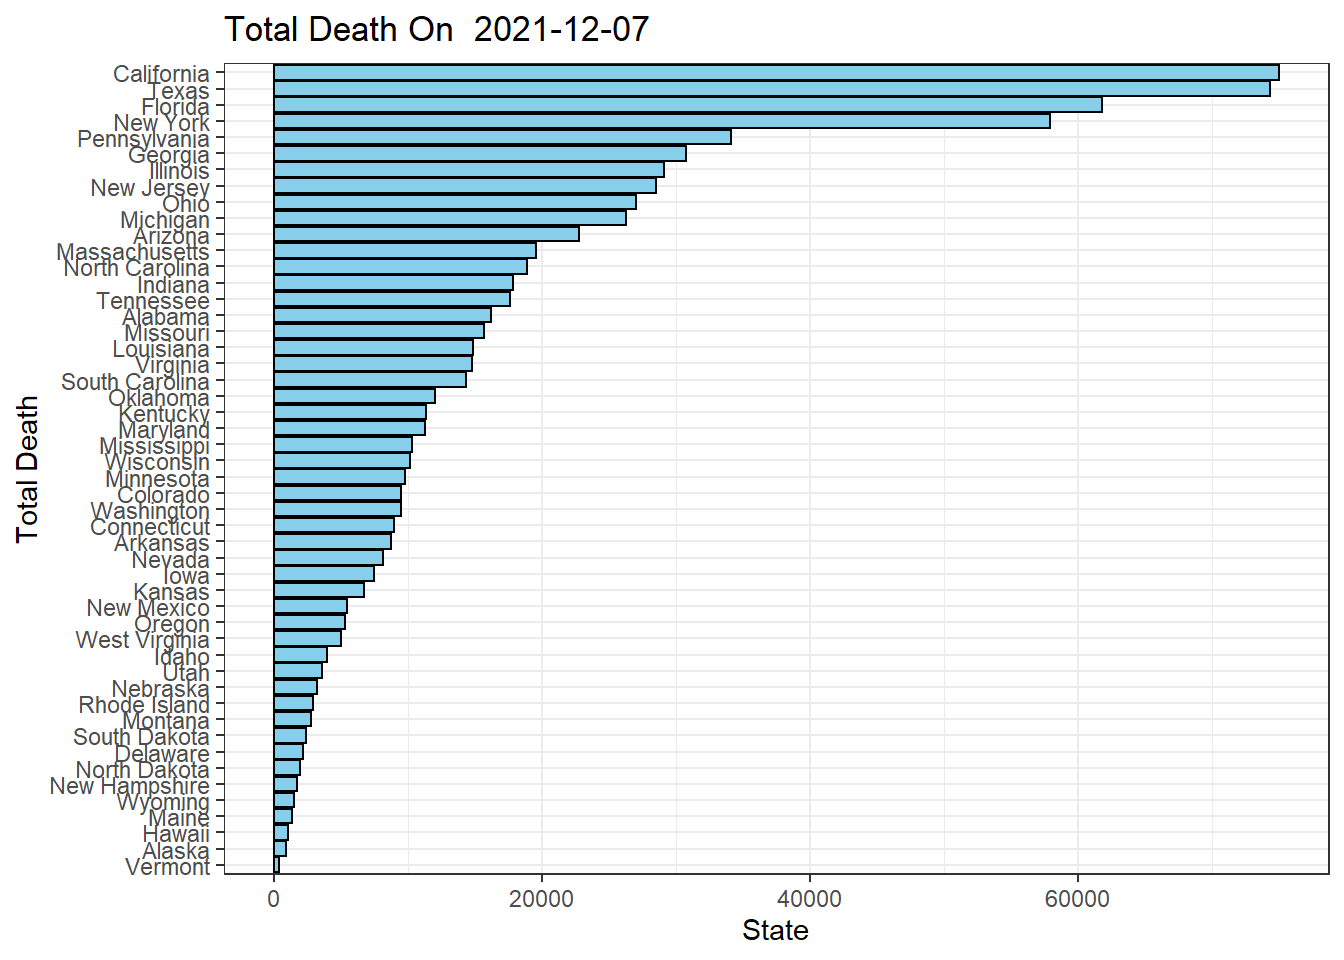 Total Death On  2021-12-07
California
Texas
Florida
New York
Pennsylvania
Georgia
Illinois
New Jersey
Ohio
Michigan
Arizona
Massachusetts
North Carolina
Indiana
Tennessee
Alabama
Missouri
Louisiana
Virginia
South Carolina
Oklahoma
Kentucky
Maryland
Mississippi
Wisconsin
Minnesota
Colorado
Washington
Connecticut
Arkansas
Nevada
Iowa
Kansas
New Mexico
Oregon
West Virginia
Idaho
Utah
Nebraska
Rhode Island
Montana
South Dakota
Delaware
North Dakota
New Hampshire
Wyoming
Maine
Hawaii
Alaska
Vermont
Total Death
0 20000 40000 60000
State